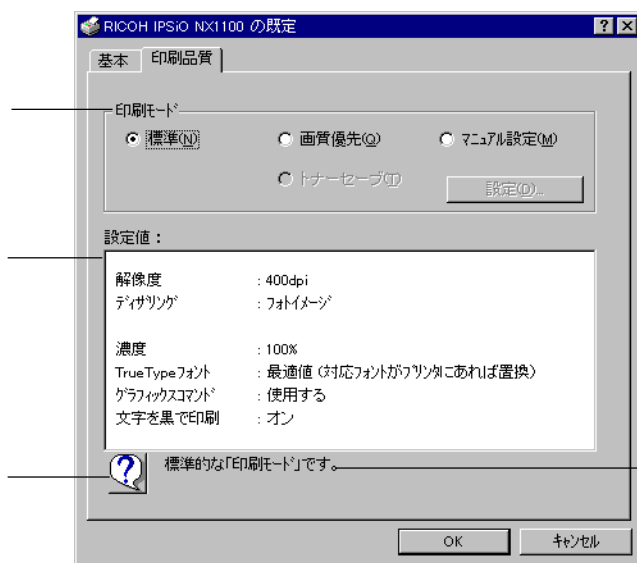 RICOH IPSiO NX1100 の既定
基本 印刷品質
印刷ﾓｰﾄﾞ
標準(N) 画質優先(Q) ﾏﾆｭｱﾙ設定(M)
トナーセーブ(T) 設定(D)...
設定値：
解像度 : 400dpi
ﾃﾞｨｻﾞﾘﾝｸﾞ : ﾌｫﾄｲﾒｰｼﾞ
濃度 : 100%
TrueTypeﾌｫﾝﾄ : 最適値（対応ﾌｫﾝﾄがﾌﾟﾘﾝﾀにあれば置換）
ｸﾞﾗﾌｨｯｸｽｺﾏﾝﾄﾞ : 使用する
文字を黒で印刷 : オン
標準的な｢印刷ﾓｰﾄﾞ｣です。
OK ｷｬﾝｾﾙ